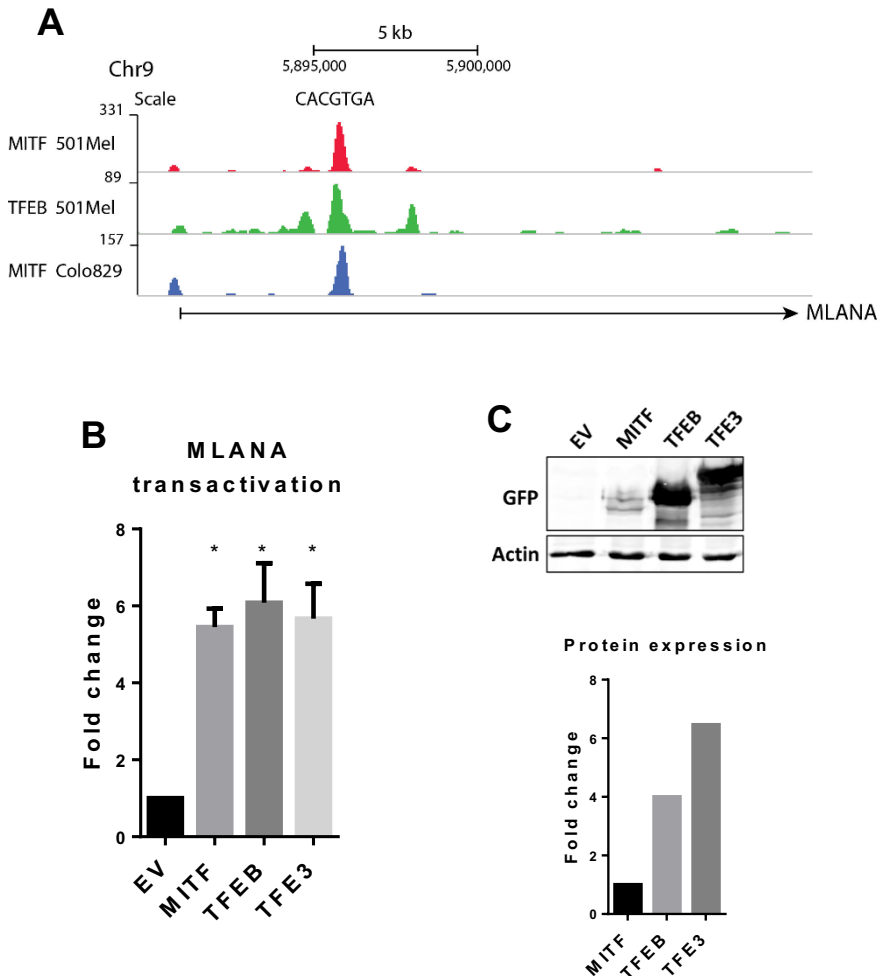 A
5 kb
Chr9
5,895,000
5,900,000
Scale
CACGTGA
331
MITF 501Mel
89
TFEB 501Mel
157
MITF Colo829
MLANA
B
MLANA
transactivation
8
6
4
2
0
Fold change
*
*
*
EV
MITF
TFEB
TFE3
C
EV
MITF
TFEB
TFE3
GFP
Actin
Protein expression
8
6
4
2
0
Fold change
MITF
TFEB
TFE3